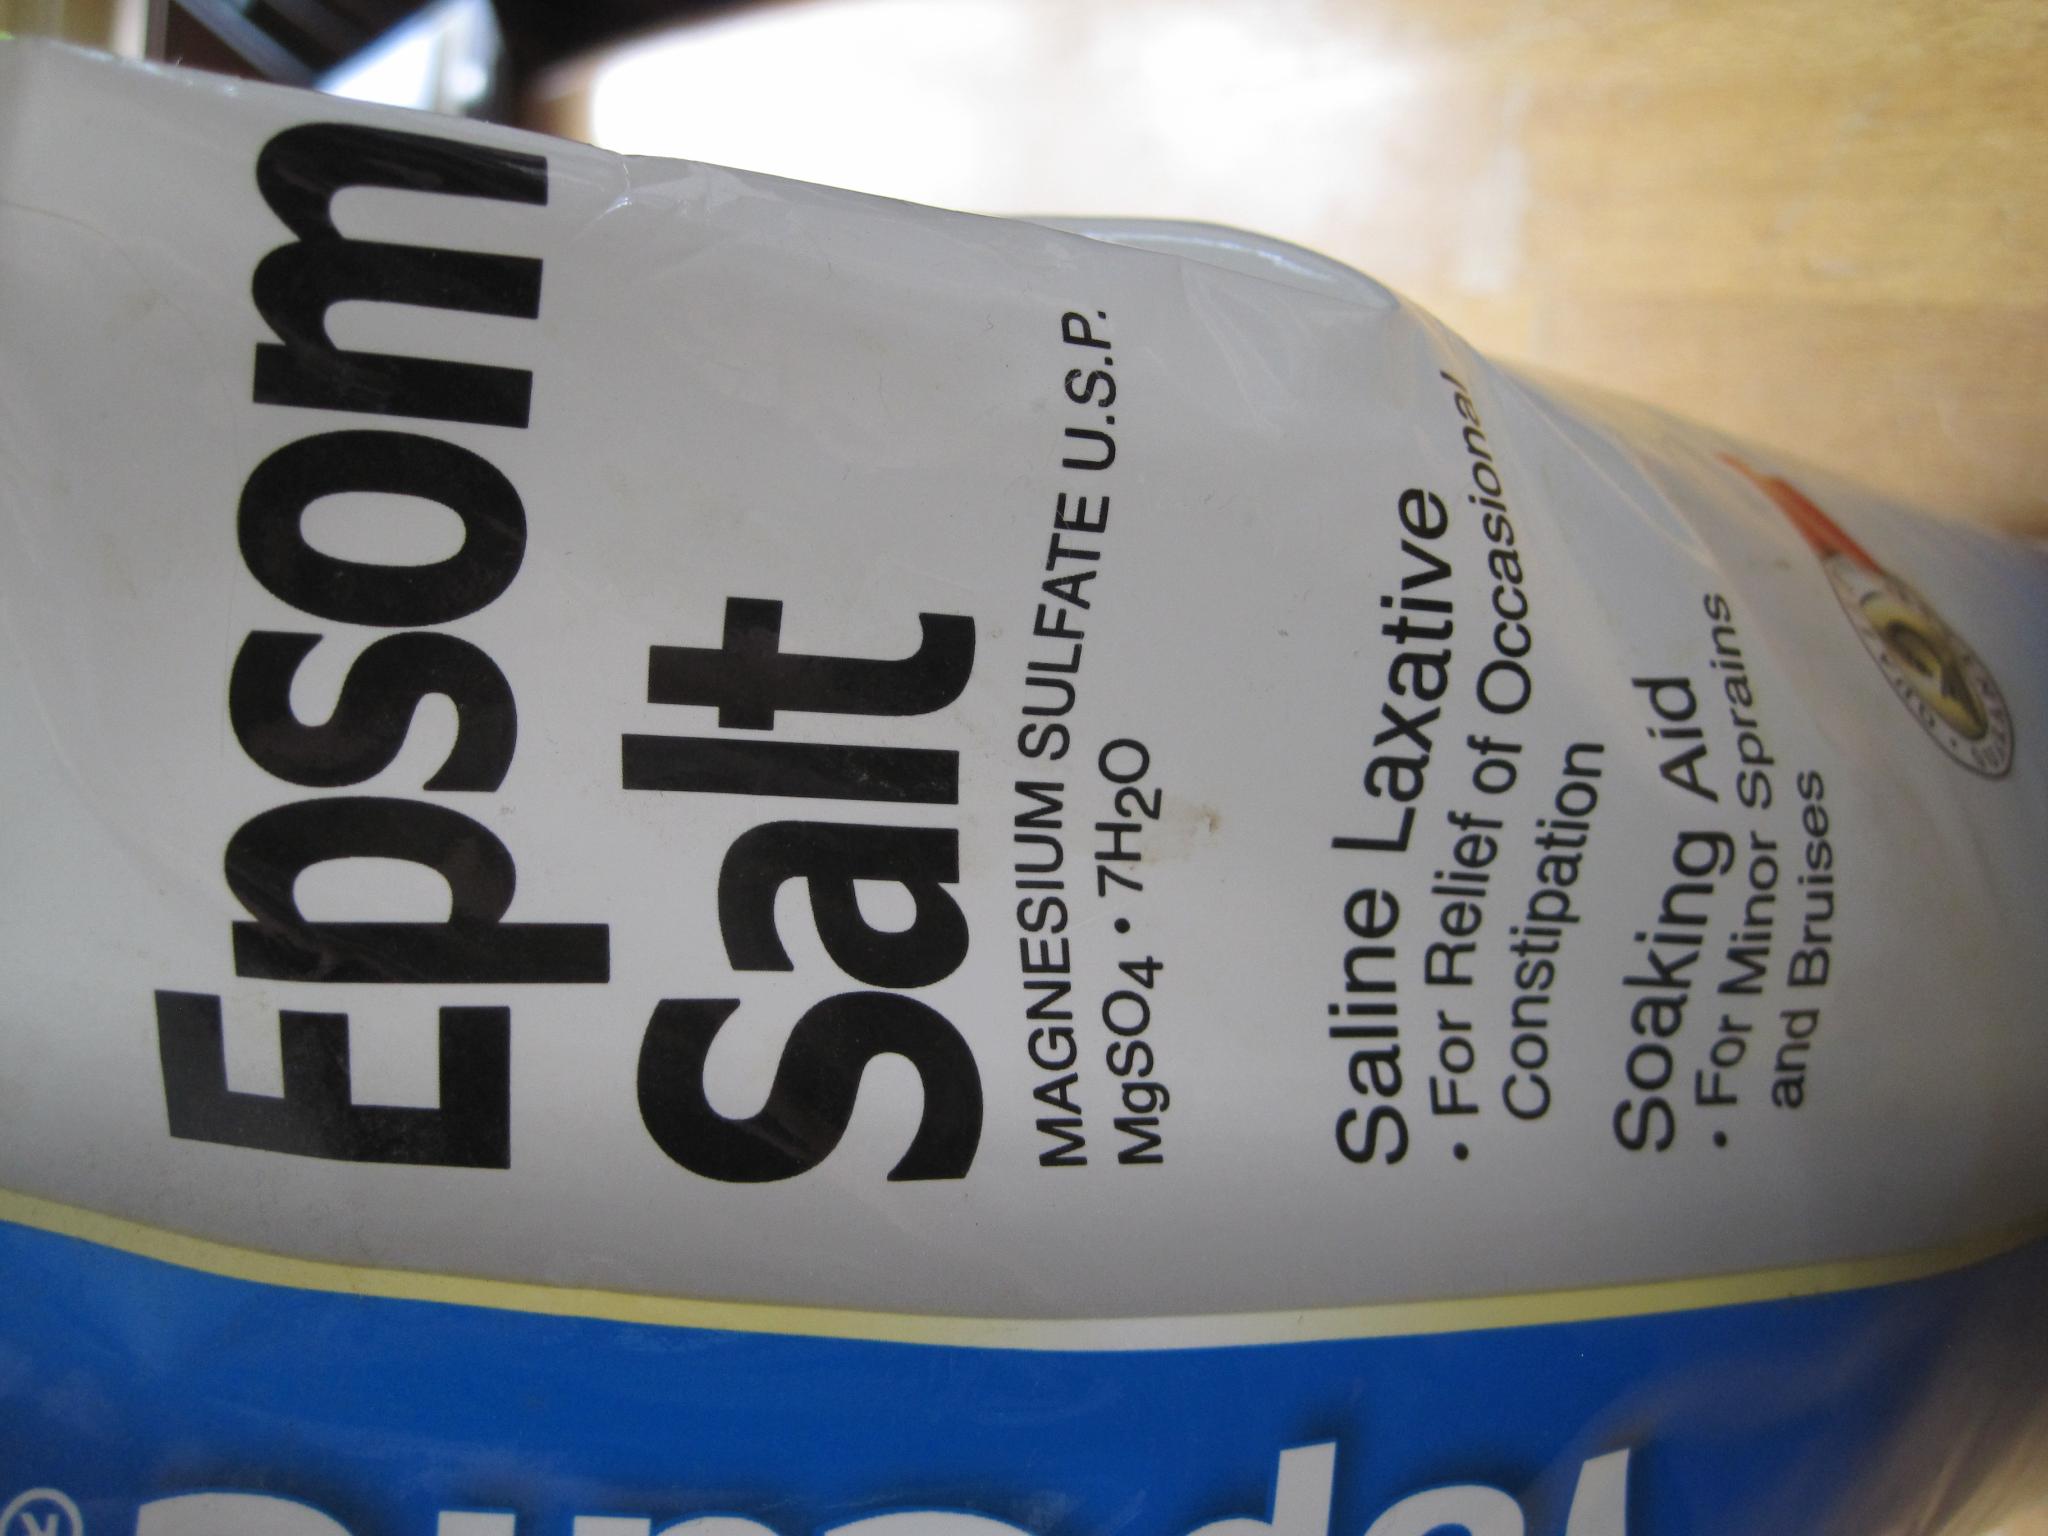 Epsom
Salt
MAGNESIUM SULFATE U.S.P.
MgSO4 • 7H2O
Saline Laxative
• For Relief of Occasional
Constipation
Soaking Aid
• For Minor Sprains
and Bruises